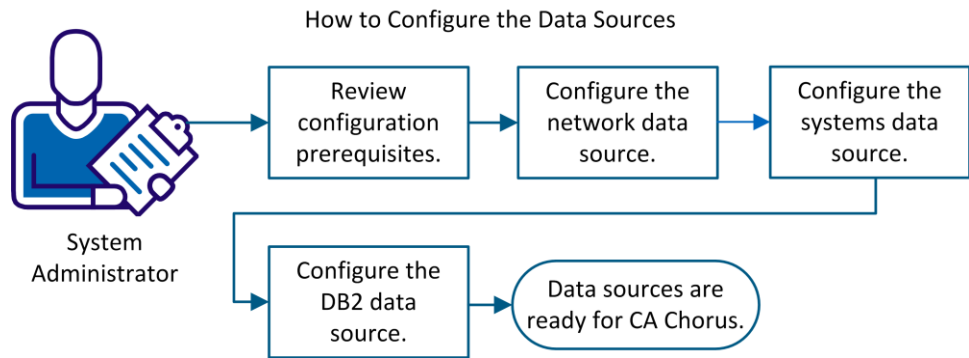 How to Configure the Data Sources
Review
configuration
prerequisites.
Configure the
network data
source.
Configure the
systems data
source.
System
Administrator
Configure the
DB2 data
source.
Data sources are
ready for CA Chorus.